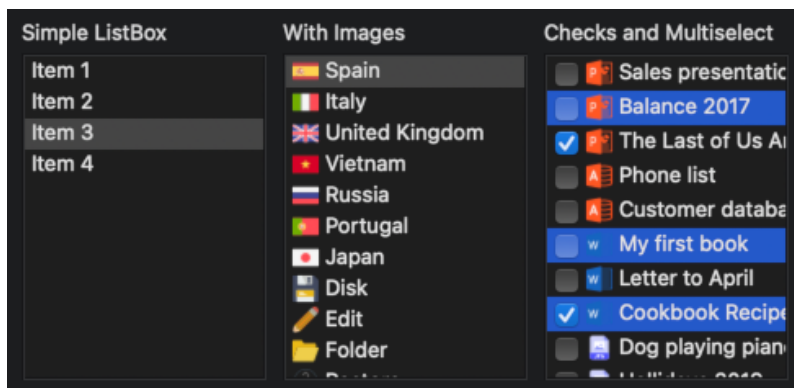 Simple ListBox
Item 1
Item 2
Item 3
Item 4
With Images
Spain
Italy
United Kingdom
Vietnam
Russia
Portugal
Japan
Disk
Edit
Folder
Checks and Multiselect
Sales presentatic
Balance 2017
The Last of Us
Phone list
Customer databa
My first book
Letter to April
Cookbook Recipe
Dog playing pian